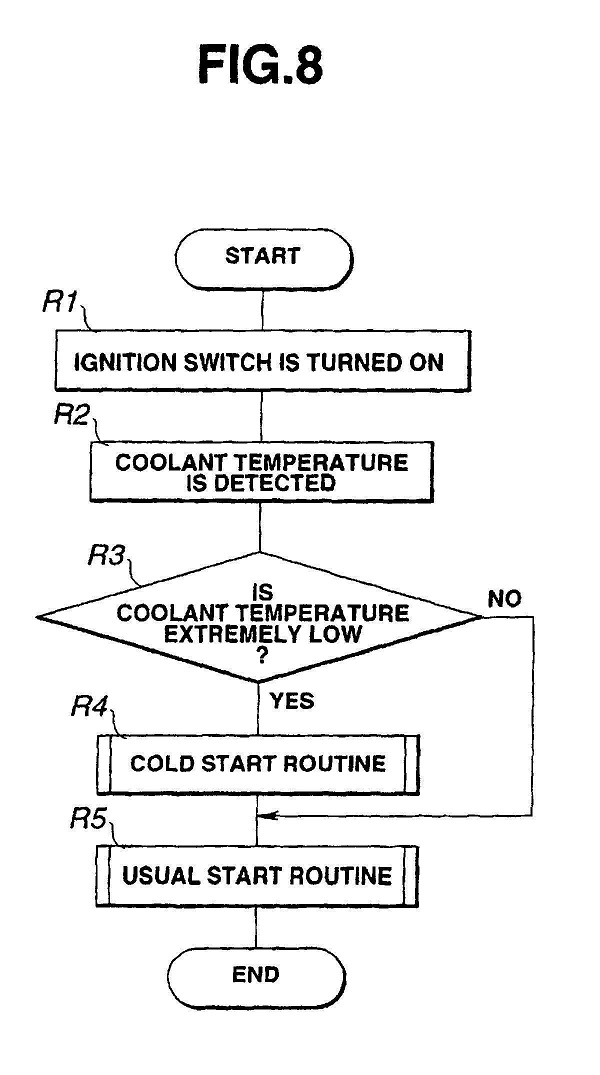 FIG.8
START
R1
IGNITION SWITCH IS TURNED ON
R2
COOLANT TEMPERATURE
IS DETECTED
R3
IS
COOLANT TEMPERATURE
EXTREMELY LOW
?
NO
YES
R4
COLD START ROUTINE
R5
USUAL START ROUTINE
END